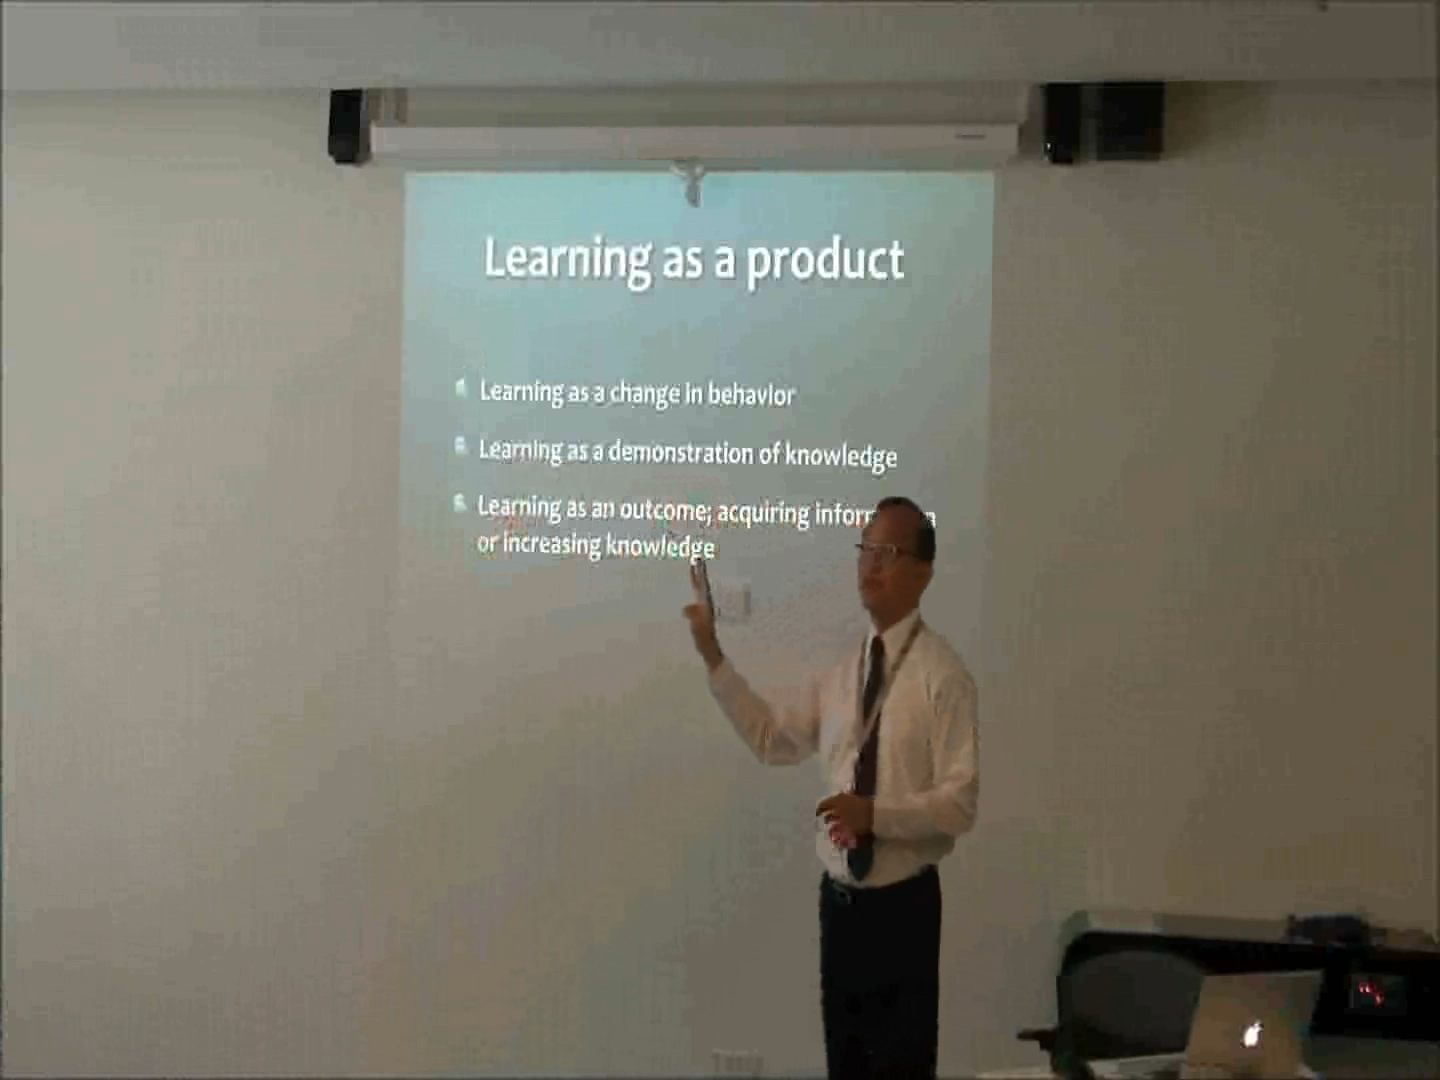 Learning as a product
Learning as a change in behavior
Learning as a demonstration of knowledge
Learning as an outcome; acquiring
or increasing knowledge